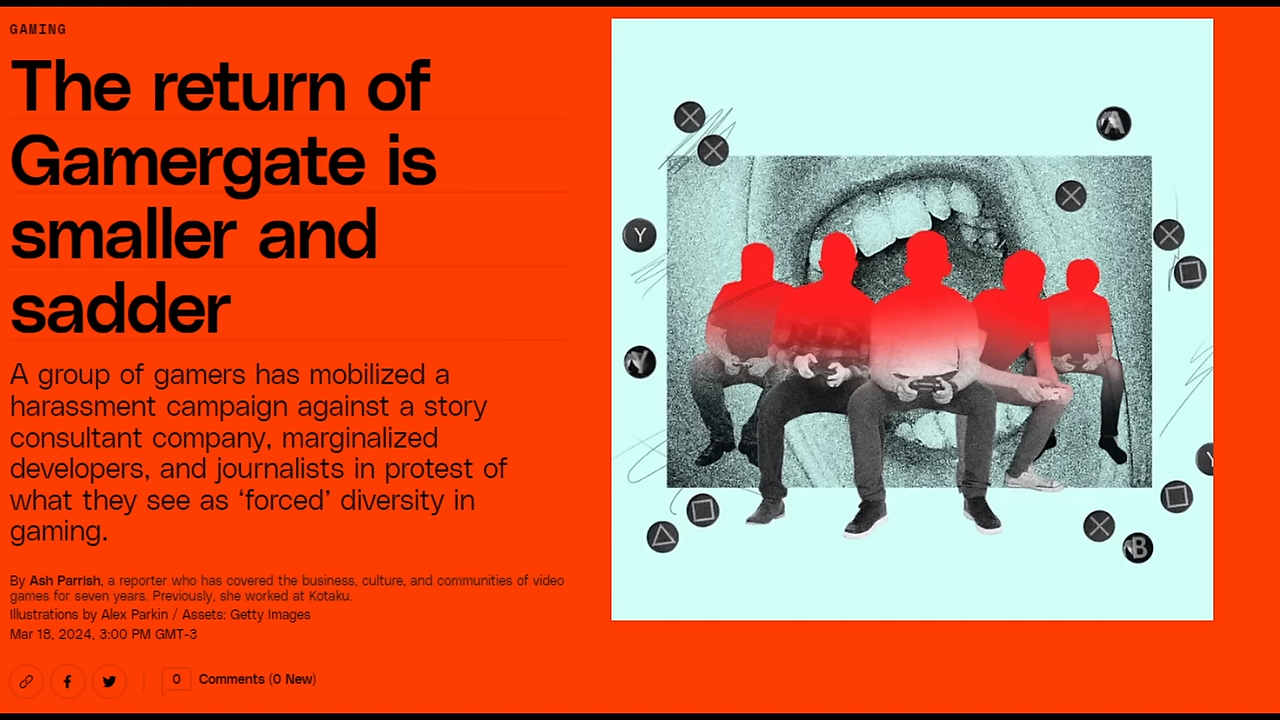 GAMING
The return of
Gamergate is
smaller and
sadder
A group of gamers has mobilized a
harassment campaign against a story
consultant company, marginalized
developers, and journalists in protest of
what they see as ‘forced’ diversity in
gaming.
By Ash Parrish, a reporter who has covered the business, culture, and communities of video
games for seven years. Previously, she worked at Kotaku.
Illustrations by Alex Parkin / Assets: Getty Images
Mar 18, 2024, 3:00 PM GMT-3
0 Comments (0 New)
A
Y
Y
Y
B